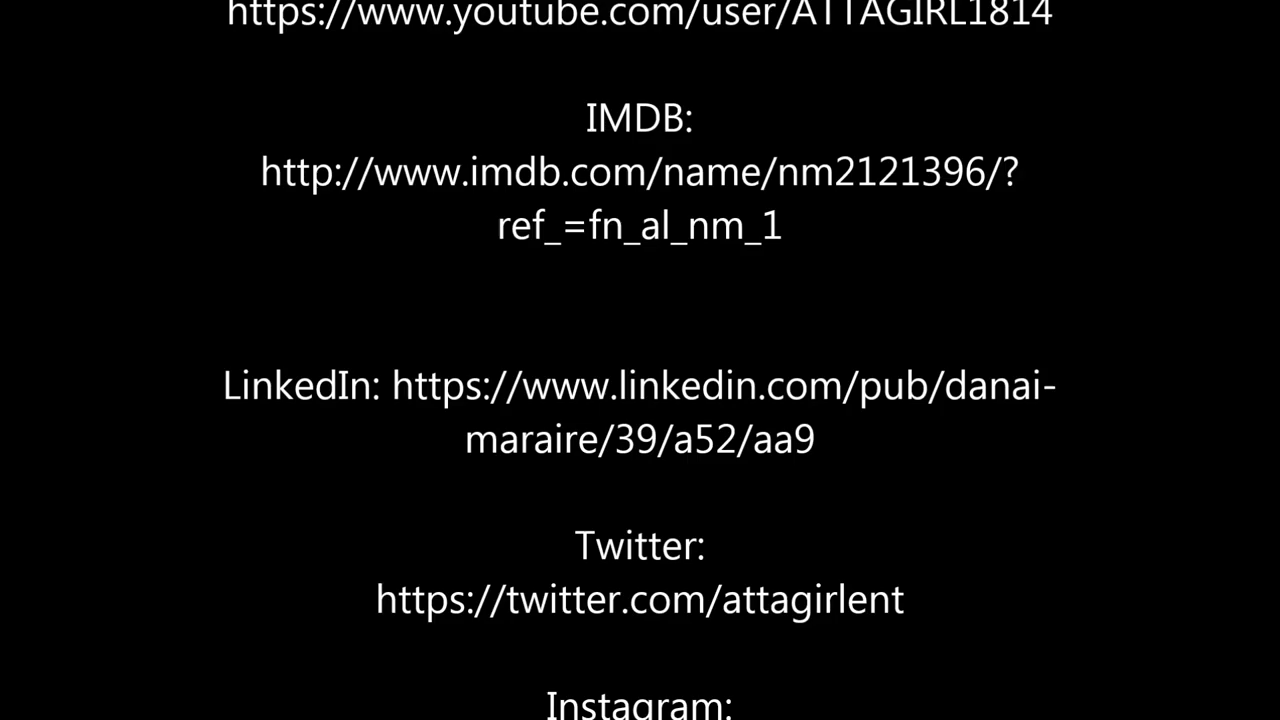 https://www.youtube.com/user/ATTAGIRL1814
IMDB:
http://www.imdb.com/name/nm2121396/?
ref_=fn_al_nm_1
LinkedIn: https://www.linkedin.com/pub/danai-
maraire/39/a52/aa9
Twitter:
https://twitter.com/attagirlent
Instagram: